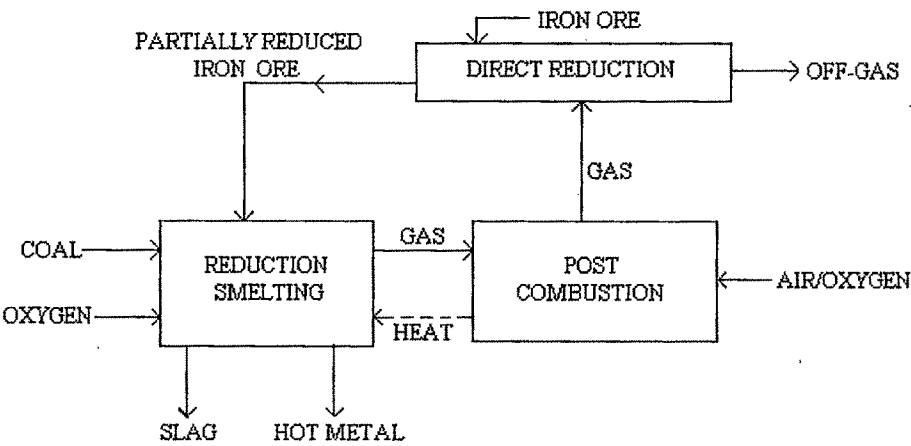 IRON ORE
PARTIALLY REDUCED
IRON ORE
DIRECT REDUCTION
OFF-GAS
GAS
COAL
REDUCTION
SMELTING
GAS
POST
COMBUSTION
AIR/OXYGEN
OXYGEN
HEAT
SLAG
HOT METAL